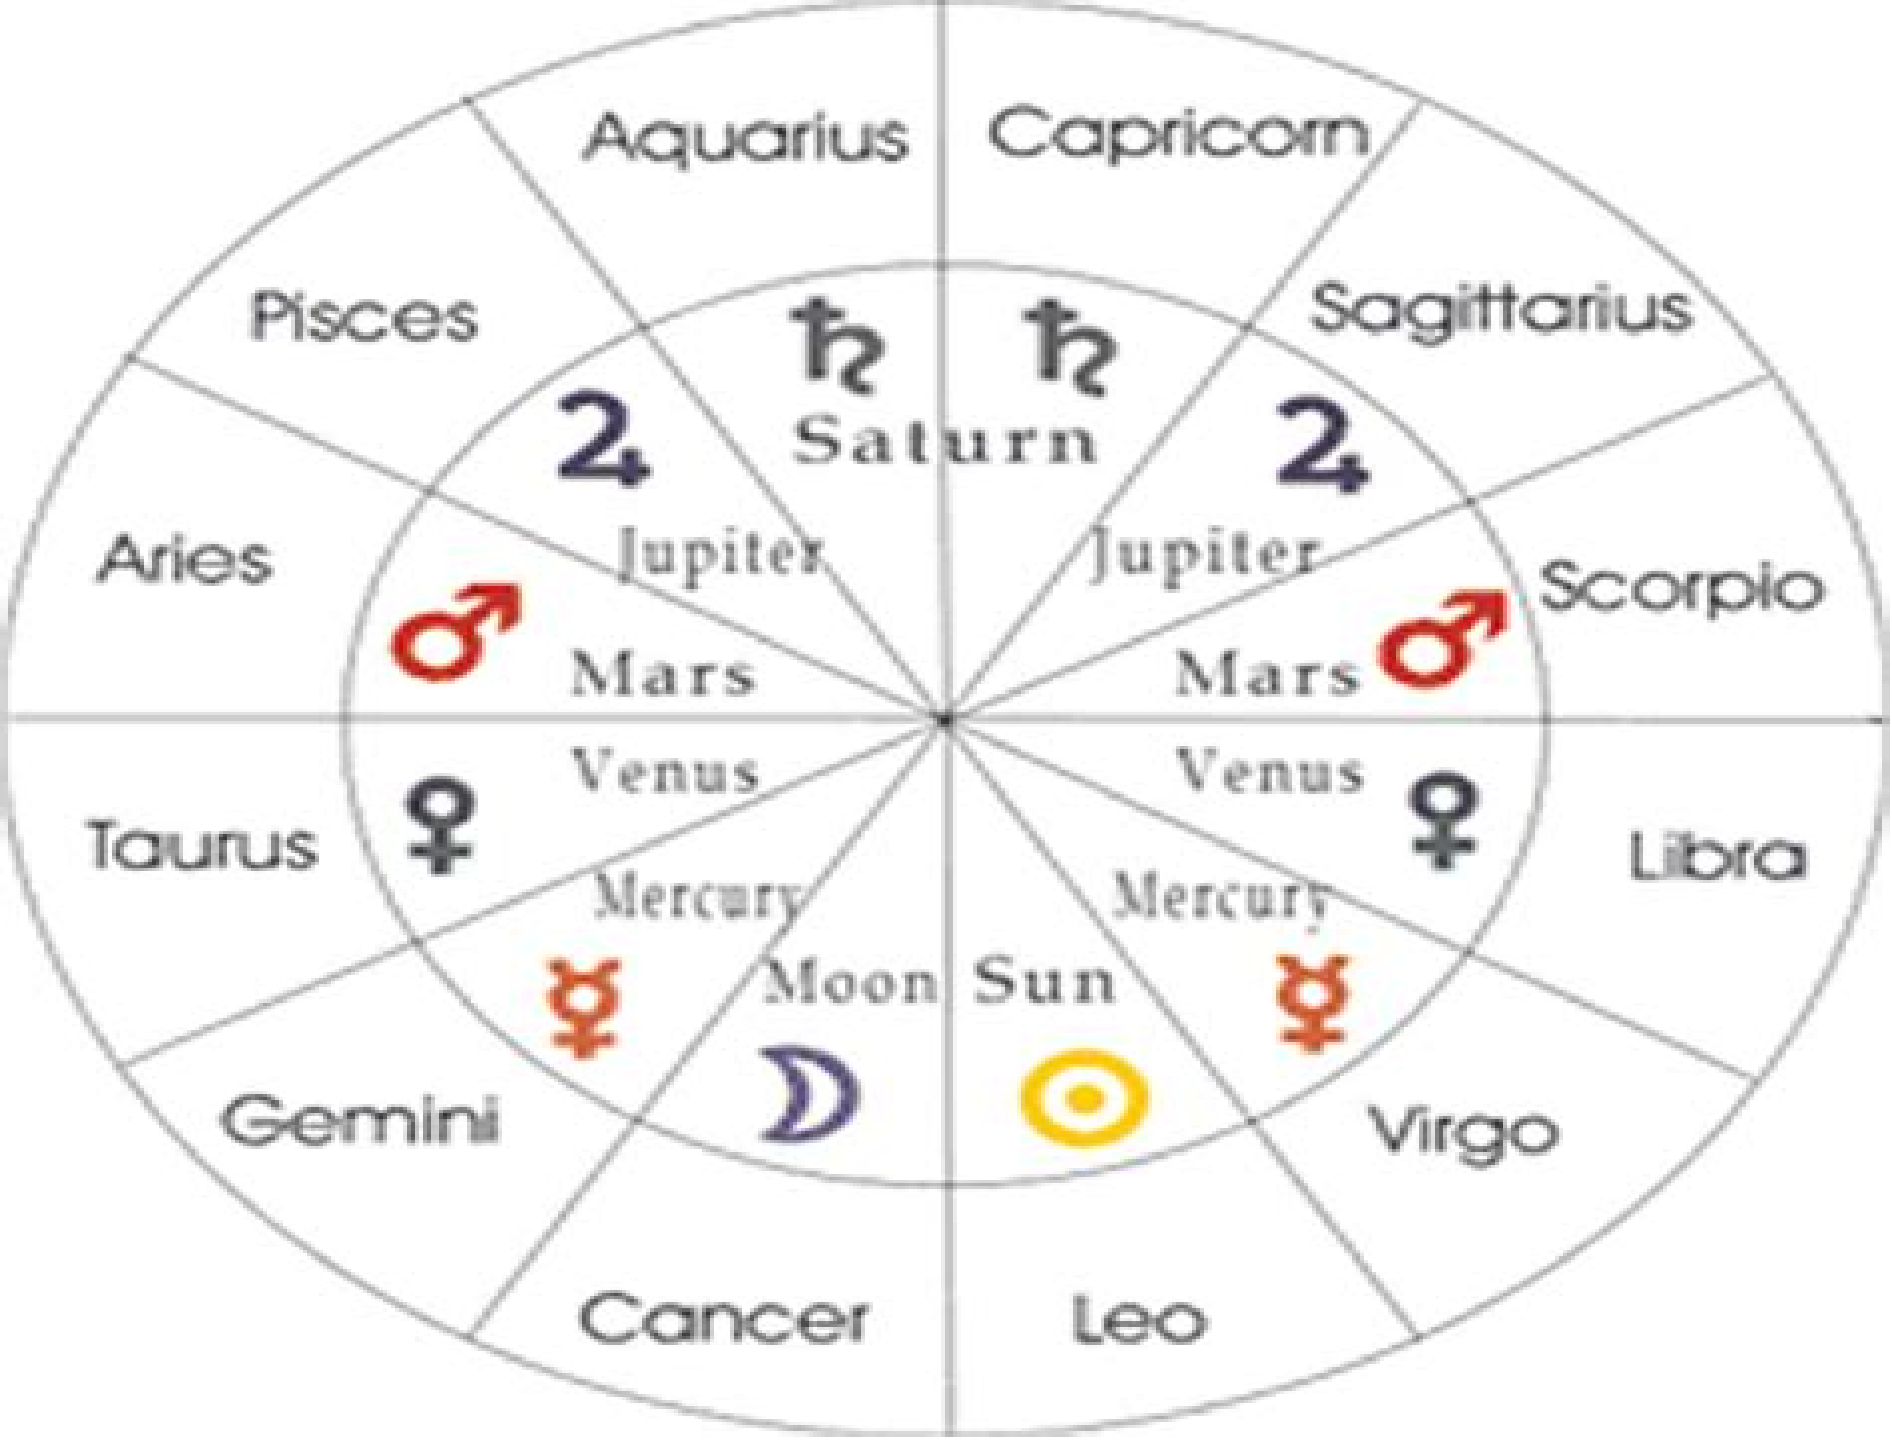 Aquarius Capricorn
Pisces Sagittarius
Saturn
Jupiter Jupiter
Aries Scorpio
Mars Mars
Venus Venus
Taurus Libra
Mercury Mercury
Moon Sun
Gemini Virgo
Cancer Leo